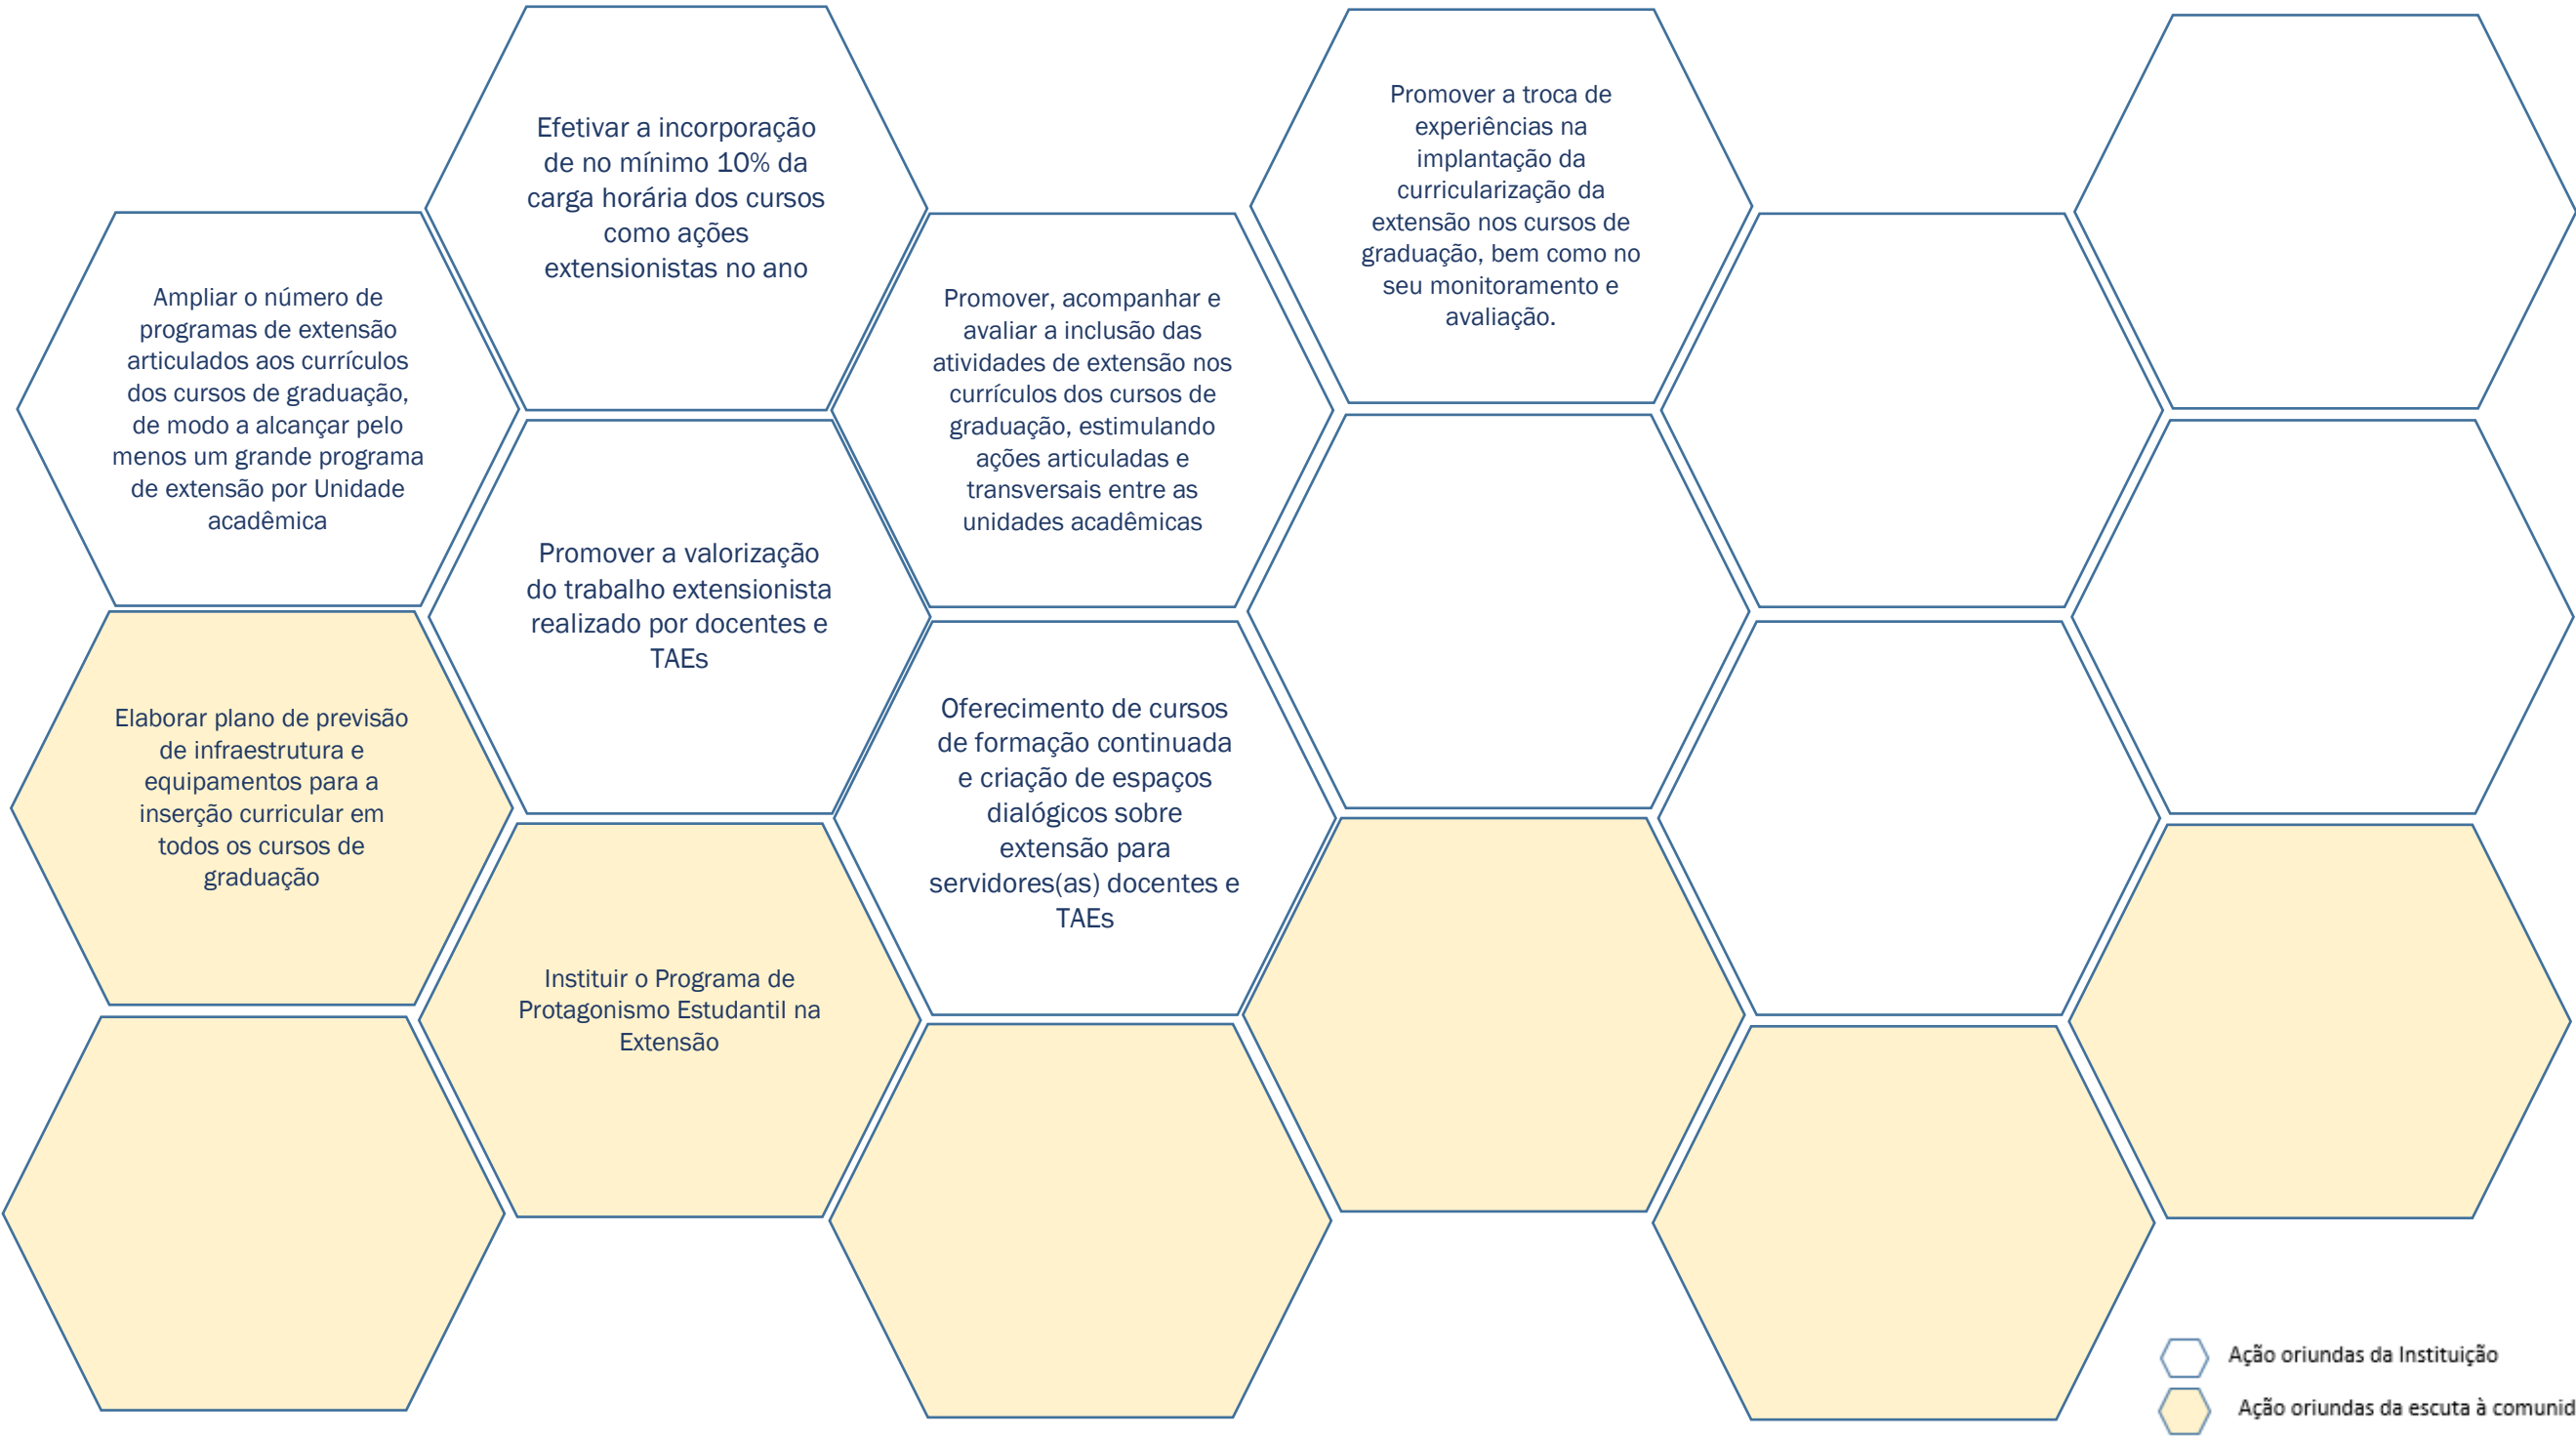 Efetivar a incorporação
de no mínimo 10% da
carga horária dos cursos
como ações
extensionistas no ano
Promover a troca de
experiências na
implantação da
curricularização da
extensão nos cursos de
graduação, bem como no
seu monitoramento e
avaliação.
Ampliar o número de
programas de extensão
articulados aos currículos
dos cursos de graduação,
de modo a alcançar pelo
menos um grande programa
de extensão por Unidade
acadêmica
Promover, acompanhar e
avaliar a inclusão das
atividades de extensão nos
currículos dos cursos de
graduação, estimulando
ações articuladas e
transversais entre as
unidades acadêmicas
Promover a valorização
do trabalho extensionista
realizado por docentes e
TAEs
Elaborar plano de previsão
de infraestrutura e
equipamentos para a
inserção curricular em
todos os cursos de
graduação
Oferecimento de cursos
de formação continuada
e criação de espaços
dialógicos sobre
extensão para
servidores(as) docentes e
TAEs
Instituir o Programa de
Protagonismo Estudantil na
Extensão
Ação oriundas da Instituição
Ação oriundas da escuta à comunid